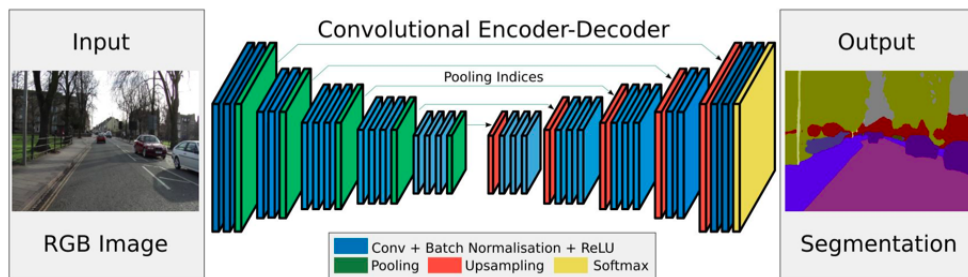 Input
Convolutional Encoder-Decoder
Output
Pooling Indices
RGB Image
Segmentation
Conv + Batch Normalisation + ReLU
Pooling
Upsampling
Softmax